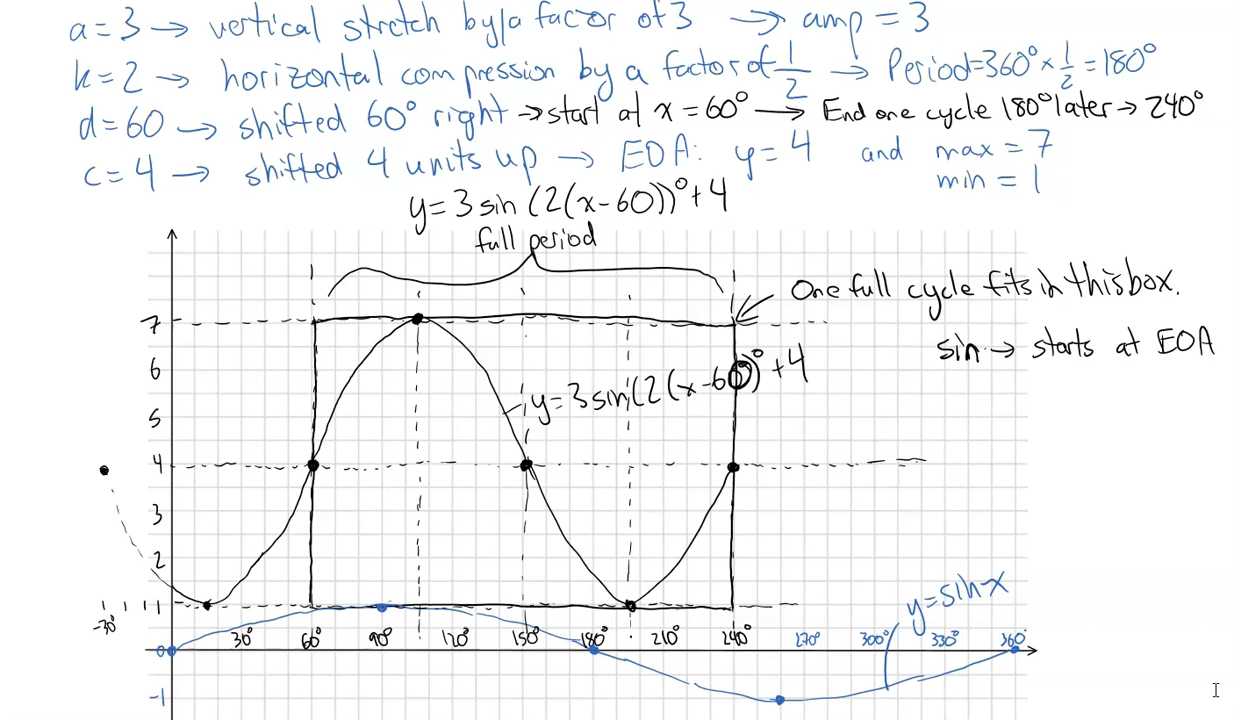 a=3 → vertical stretch by a factor of 3 → amp = 3
k=2 → horizontal compression by a factor of 1/2 → Period=360°×1/2=180°
d=60 → shifted 60° right → start at x=60° → End one cycle 180° later → 240°
c=4 → shifted 4 units up → EOA: y=4 and max=7
min=1
y=3sin(2(x-60))°+4
full period
One full cycle fits in this box.
sin → starts at EOA
y=3sin(2(x-60))°+4
7
6
5
4
3
2
1
0
-1
-30° 30° 60° 90° 120° 150° 180° 210° 240° 270° 300° 330° 360°
y=sin x